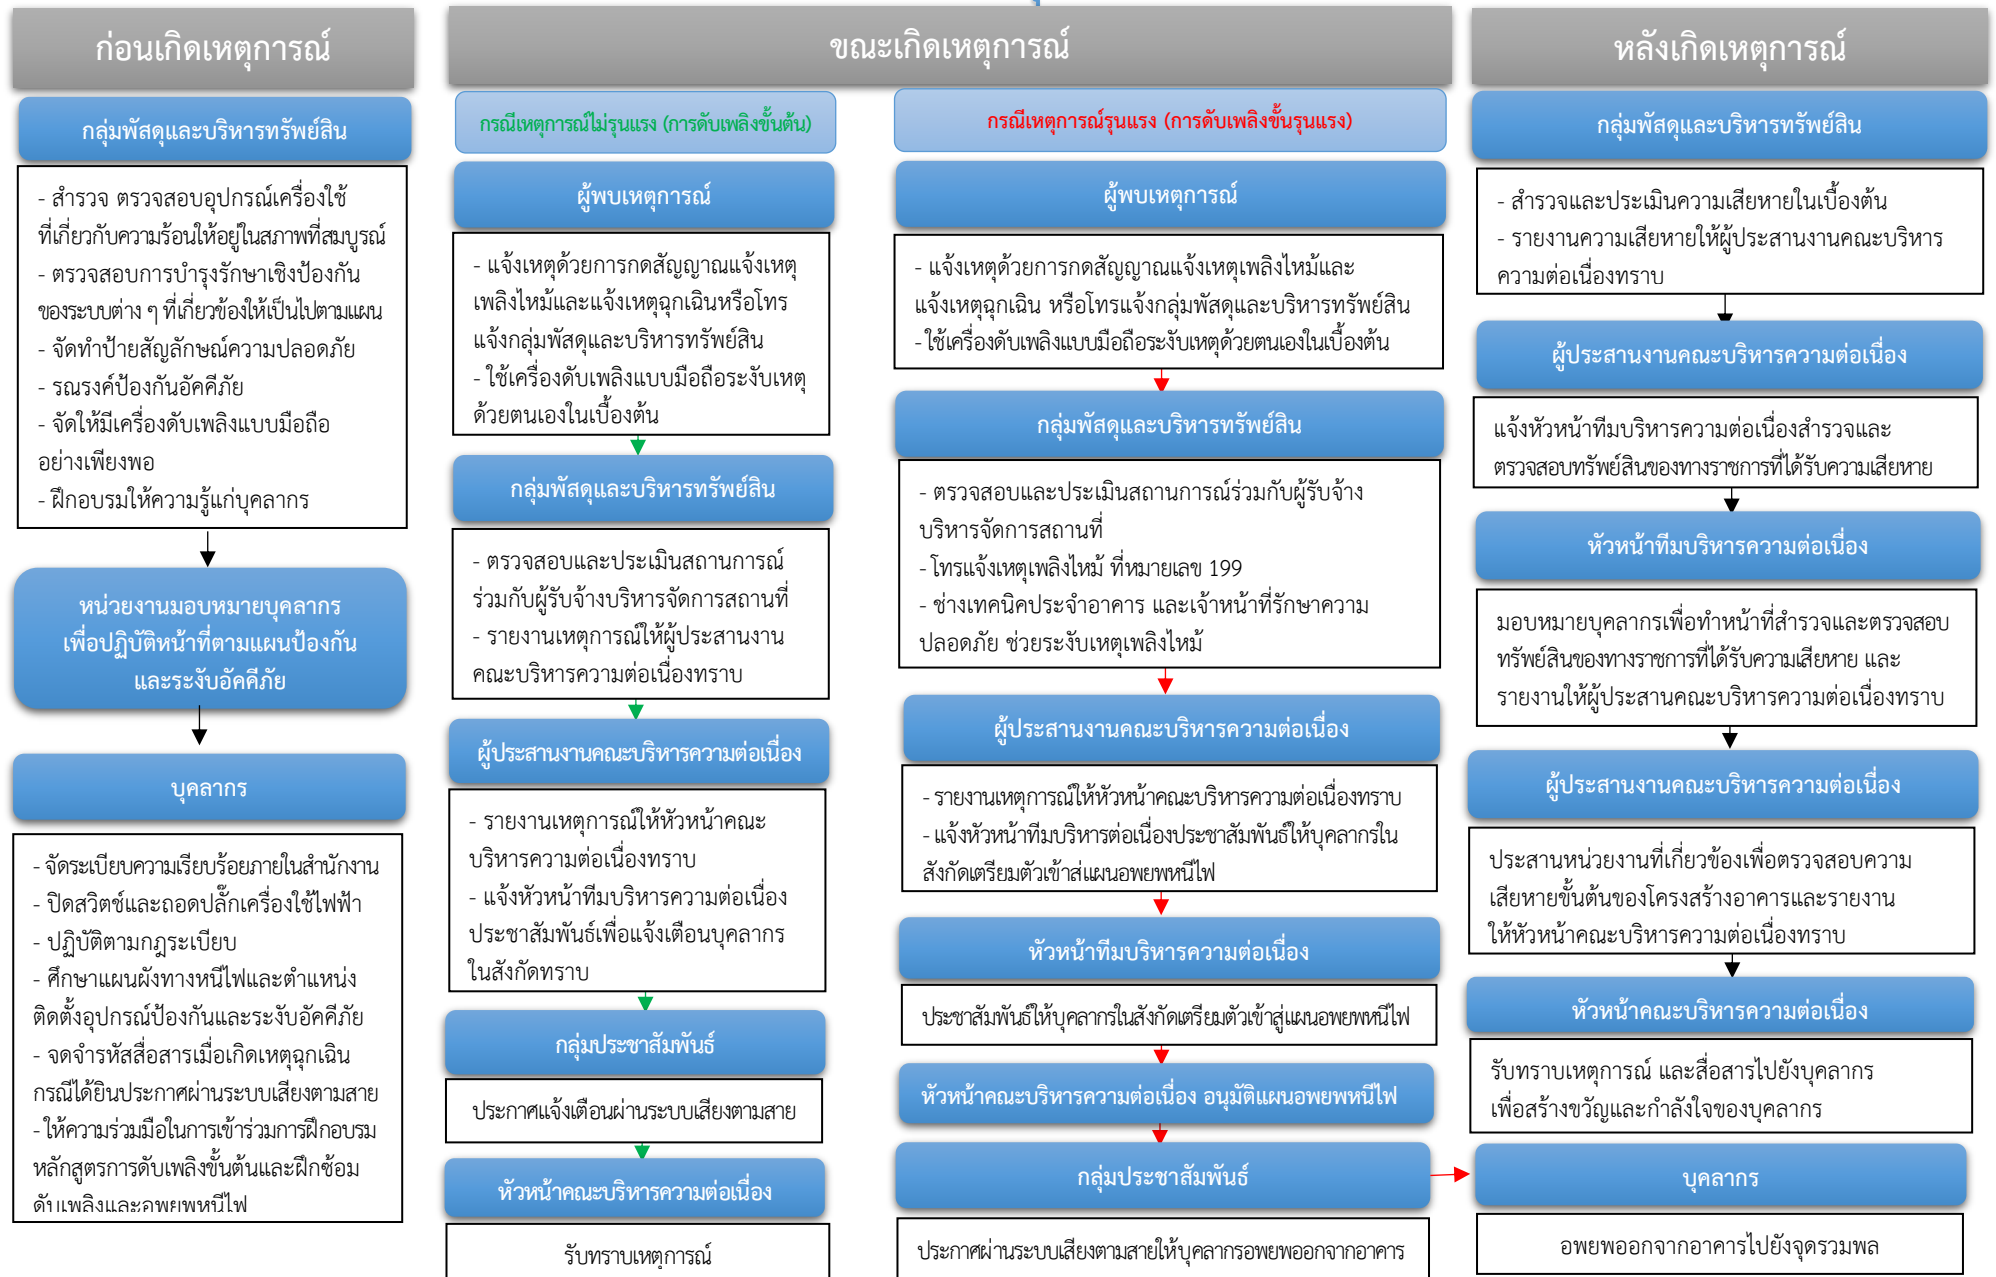 ก่อนเกิดเหตุการณ์
กลุ่มพัสดุและบริหารทรัพย์สิน
- สำรวจ ตรวจสอบอุปกรณ์เครื่องใช้
ที่เกี่ยวกับความร้อนให้อยู่ในสภาพที่สมบูรณ์
- ตรวจสอบการบำรุงรักษาเชิงป้องกัน
ของระบบต่าง ๆ ที่เกี่ยวข้องให้เป็นไปตามแผน
- จัดทำป้ายสัญลักษณ์ความปลอดภัย
- รณรงค์ป้องกันอัคคีภัย
- จัดให้มีเครื่องดับเพลิงแบบมือถือ
อย่างเพียงพอ
- ฝึกอบรมให้ความรู้แก่บุคลากร
หน่วยงานมอบหมายบุคลากร
เพื่อปฏิบัติหน้าที่ตามแผนป้องกัน
และระงับอัคคีภัย
บุคลากร
- จัดระเบียบความเรียบร้อยภายในสำนักงาน
- ปิดสวิตช์และถอดปลั๊กเครื่องใช้ไฟฟ้า
- ปฏิบัติตามกฎระเบียบ
- ศึกษาแผนผังทางหนีไฟและตำแหน่ง
ติดตั้งอุปกรณ์ป้องกันและระงับอัคคีภัย
- จดจำรหัสสื่อสารเมื่อเกิดเหตุฉุกเฉิน
กรณีได้ยินประกาศผ่านระบบเสียงตามสาย
- ให้ความร่วมมือในการเข้าร่วมการฝึกอบรม
หลักสูตรการดับเพลิงขั้นต้นและฝึกซ้อม
ดับเพลิงและอพยพหนีไฟ
ขณะเกิดเหตุการณ์
กรณีเหตุการณ์ไม่รุนแรง (การดับเพลิงขั้นต้น)
ผู้พบเหตุการณ์
- แจ้งเหตุด้วยการกดสัญญาณแจ้งเหตุ
เพลิงไหม้และแจ้งเหตุฉุกเฉินหรือโทร
แจ้งกลุ่มพัสดุและบริหารทรัพย์สิน
- ใช้เครื่องดับเพลิงแบบมือถือระงับเหตุ
ด้วยตนเองในเบื้องต้น
กลุ่มพัสดุและบริหารทรัพย์สิน
- ตรวจสอบและประเมินสถานการณ์
ร่วมกับผู้รับจ้างบริหารจัดการสถานที่
- รายงานเหตุการณ์ให้ผู้ประสานงาน
คณะบริหารความต่อเนื่องทราบ
ผู้ประสานงานคณะบริหารความต่อเนื่อง
- รายงานเหตุการณ์ให้หัวหน้าคณะ
บริหารความต่อเนื่องทราบ
- แจ้งหัวหน้าทีมบริหารความต่อเนื่อง
ประชาสัมพันธ์เพื่อแจ้งเตือนบุคลากร
ในสังกัดทราบ
กลุ่มประชาสัมพันธ์
ประกาศแจ้งเตือนผ่านระบบเสียงตามสาย
หัวหน้าคณะบริหารความต่อเนื่อง
รับทราบเหตุการณ์
กรณีเหตุการณ์รุนแรง (การดับเพลิงขั้นรุนแรง)
ผู้พบเหตุการณ์
- แจ้งเหตุด้วยการกดสัญญาณแจ้งเหตุเพลิงไหม้และ
แจ้งเหตุฉุกเฉิน หรือโทรแจ้งกลุ่มพัสดุและบริหารทรัพย์สิน
- ใช้เครื่องดับเพลิงแบบมือถือระงับเหตุด้วยตนเองในเบื้องต้น
กลุ่มพัสดุและบริหารทรัพย์สิน
- ตรวจสอบและประเมินสถานการณ์ร่วมกับผู้รับจ้าง
บริหารจัดการสถานที่
- โทรแจ้งเหตุเพลิงไหม้ ที่หมายเลข 199
- ช่างเทคนิคประจำอาคาร และเจ้าหน้าที่รักษาความ
ปลอดภัย ช่วยระงับเหตุเพลิงไหม้
ผู้ประสานงานคณะบริหารความต่อเนื่อง
- รายงานเหตุการณ์ให้หัวหน้าคณะบริหารความต่อเนื่องทราบ
- แจ้งหัวหน้าทีมบริหารต่อเนื่องประชาสัมพันธ์ให้บุคลากรใน
สังกัดเตรียมตัวเข้าสู่แผนอพยพหนีไฟ
หัวหน้าทีมบริหารความต่อเนื่อง
ประชาสัมพันธ์ให้บุคลากรในสังกัดเตรียมตัวเข้าสู่แผนอพยพหนีไฟ
หัวหน้าคณะบริหารความต่อเนื่อง อนุมัติแผนอพยพหนีไฟ
กลุ่มประชาสัมพันธ์
ประกาศผ่านระบบเสียงตามสายให้บุคลากรอพยพออกจากอาคาร
หลังเกิดเหตุการณ์
กลุ่มพัสดุและบริหารทรัพย์สิน
- สำรวจและประเมินความเสียหายในเบื้องต้น
- รายงานความเสียหายให้ผู้ประสานงานคณะบริหาร
ความต่อเนื่องทราบ
ผู้ประสานงานคณะบริหารความต่อเนื่อง
แจ้งหัวหน้าทีมบริหารความต่อเนื่องสำรวจและ
ตรวจสอบทรัพย์สินของทางราชการที่ได้รับความเสียหาย
หัวหน้าทีมบริหารความต่อเนื่อง
มอบหมายบุคลากรเพื่อทำหน้าที่สำรวจและตรวจสอบ
ทรัพย์สินของทางราชการที่ได้รับความเสียหาย และ
รายงานให้ผู้ประสานคณะบริหารความต่อเนื่องทราบ
ผู้ประสานงานคณะบริหารความต่อเนื่อง
ประสานหน่วยงานที่เกี่ยวข้องเพื่อตรวจสอบความ
เสียหายขั้นต้นของโครงสร้างอาคารและรายงาน
ให้หัวหน้าคณะบริหารความต่อเนื่องทราบ
หัวหน้าคณะบริหารความต่อเนื่อง
รับทราบเหตุการณ์ และสื่อสารไปยังบุคลากร
เพื่อสร้างขวัญและกำลังใจของบุคลากร
บุคลากร
อพยพออกจากอาคารไปยังจุดรวมพล